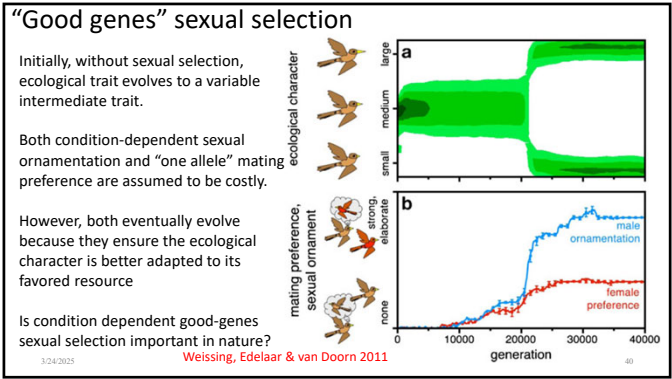 “Good genes” sexual selection
Initially, without sexual selection,
ecological trait evolves to a variable
intermediate trait.
Both condition-dependent sexual
ornamentation and “one allele” mating
preference are assumed to be costly.
However, both eventually evolve
because they ensure the ecological
character is better adapted to its
favored resource
Is condition dependent good-genes
sexual selection important in nature?
ecological character
large
medium
small
a
0
mating preference,
sexual ornament
strong,
elaborate
none
b
male
ornamentation
female
preference
0
10000
20000
30000
40000
generation
3/24/2025
Weissing, Edelaar & van Doorn 2011
40